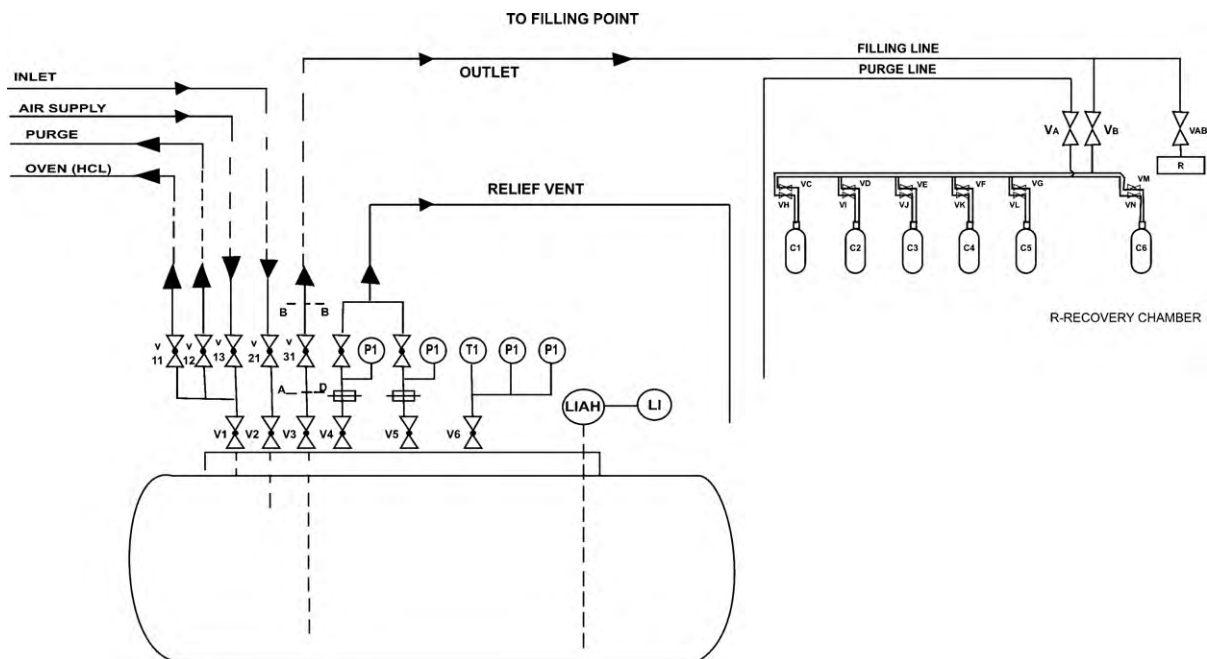 TO FILLING POINT
FILLING LINE
OUTLET
PURGE LINE
INLET
AIR SUPPLY
PURGE
OVEN (HCL)
VA
VB
VAB
R
RELIEF VENT
VC
VD
VE
VF
VG
VM
VH
VI
VJ
VK
VL
VN
C1
C2
C3
C4
C5
C6
R-RECOVERY CHAMBER
B
B
v
11
v
12
v
13
v
21
v
31
P1
P1
T1
P1
P1
A
D
LIAH
LI
V1
V2
V3
V4
V5
V6